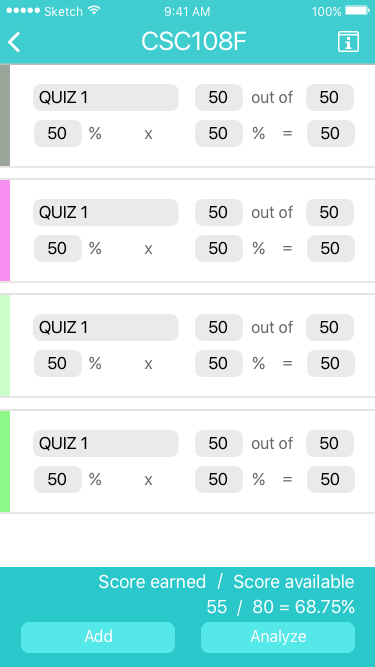 Sketch 9:41 AM 100%
CSC108F
QUIZ 1 50 out of 50
50 % x 50 % = 50
QUIZ 1 50 out of 50
50 % x 50 % = 50
QUIZ 1 50 out of 50
50 % x 50 % = 50
QUIZ 1 50 out of 50
50 % x 50 % = 50
Score earned / Score available
55 / 80 = 68.75%
Add Analyze